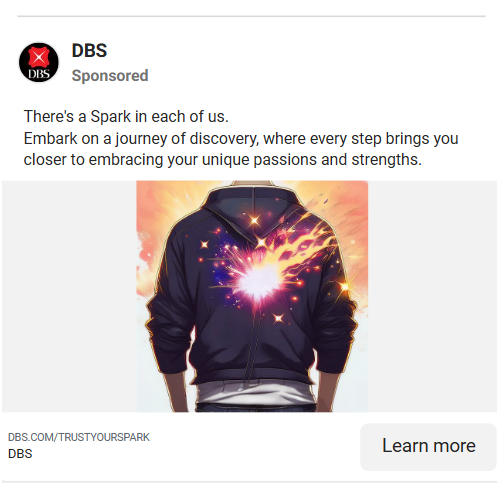 DBS
Sponsored
DBS
There's a Spark in each of us.
Embark on a journey of discovery, where every step brings you
closer to embracing your unique passions and strengths.
DBS.COM/TRUSTYOURSPARK
DBS
Learn more